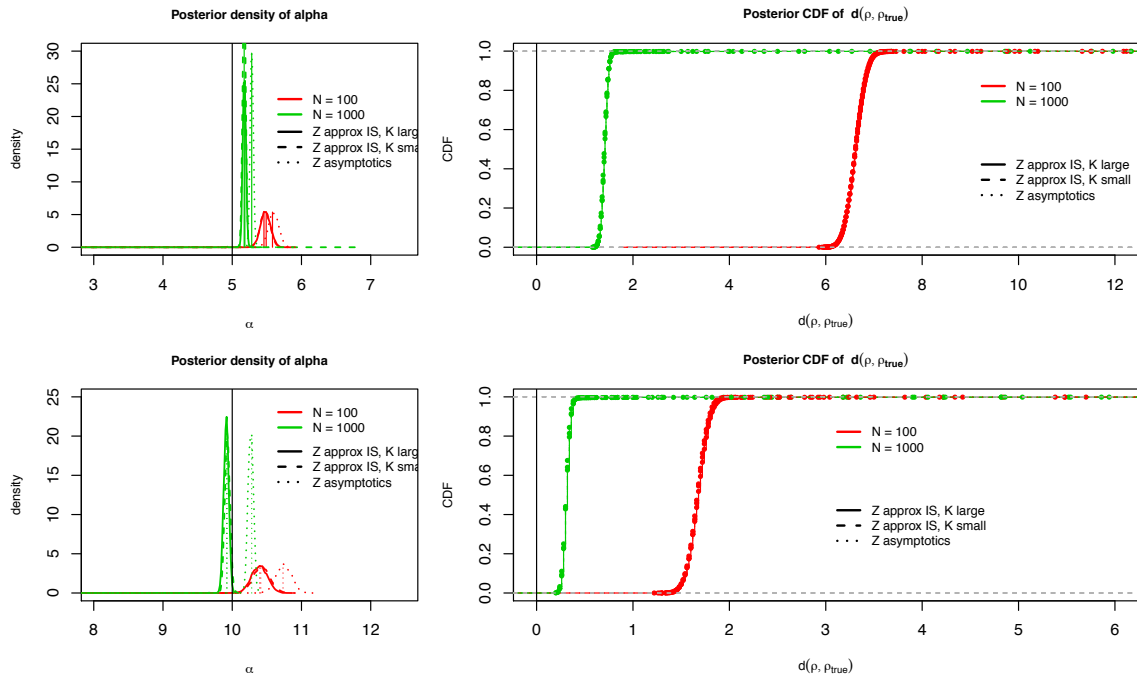 Posterior density of alpha
density
30
25
20
15
10
5
0
N = 100
N = 1000
Z approx IS, K larg
Z approx IS, K sma
Z asymptotics
3 4 5 6 7
α
Posterior CDF of d(ρ, ρtrue)
CDF
1.0
0.8
0.6
0.4
0.2
0.0
N = 100
N = 1000
Z approx IS, K large
Z approx IS, K small
Z asymptotics
0 2 4 6 8 10 12
d(ρ, ρtrue)
Posterior density of alpha
density
25
20
15
10
5
0
N = 100
N = 1000
Z approx IS, K larg
Z approx IS, K sma
Z asymptotics
8 9 10 11 12
α
Posterior CDF of d(ρ, ρtrue)
CDF
1.0
0.8
0.6
0.4
0.2
0.0
N = 100
N = 1000
Z approx IS, K large
Z approx IS, K small
Z asymptotics
0 1 2 3 4 5 6
d(ρ, ρtrue)